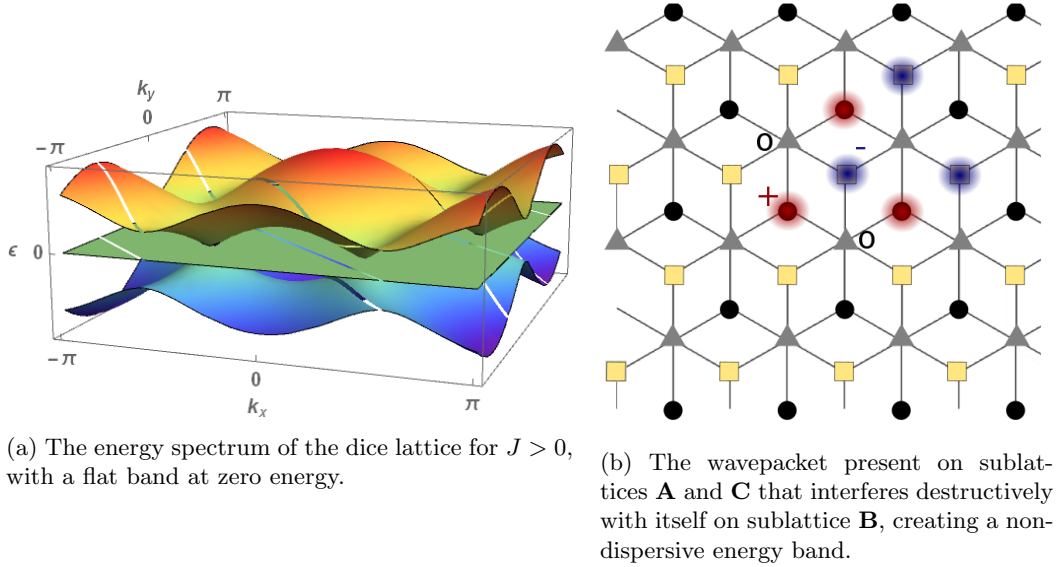 k_y
π
0
-π
-π
ϵ 0
-π
0
k_x
π
(a) The energy spectrum of the dice lattice for J > 0,
with a flat band at zero energy.
O
-
+
O
(b) The wavepacket present on sublat-
tices A and C that interferes destructively
with itself on sublattice B, creating a non-
dispersive energy band.